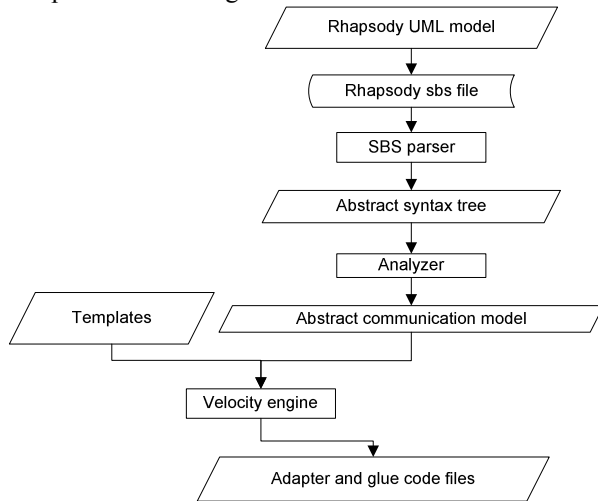 Rhapsody UML model
Rhapsody sbs file
SBS parser
Abstract syntax tree
Analyzer
Templates
Abstract communication model
Velocity engine
Adapter and glue code files